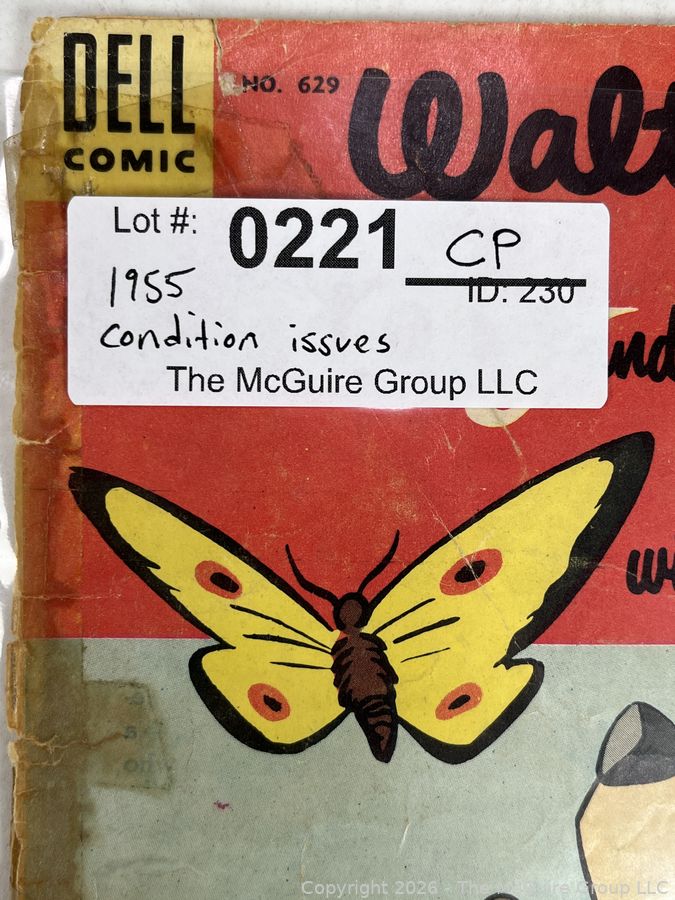 DELL
COMIC
NO. 629
Walt
Lot #: 0221 CP
ID: 230
1955
condition issues
The McGuire Group LLC
Copyright 2026 - The McGuire Group LLC